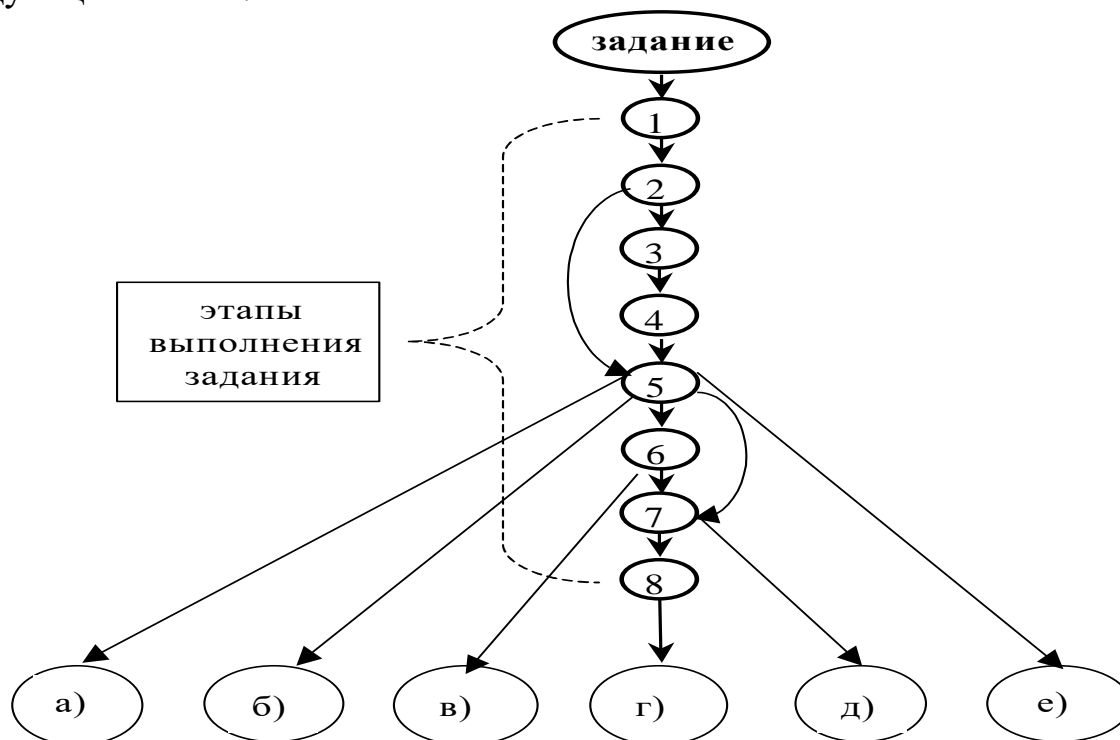 задание
1
2
3
4
5
6
7
8
этапы
выполнения
задания
а)
б)
в)
г)
д)
е)